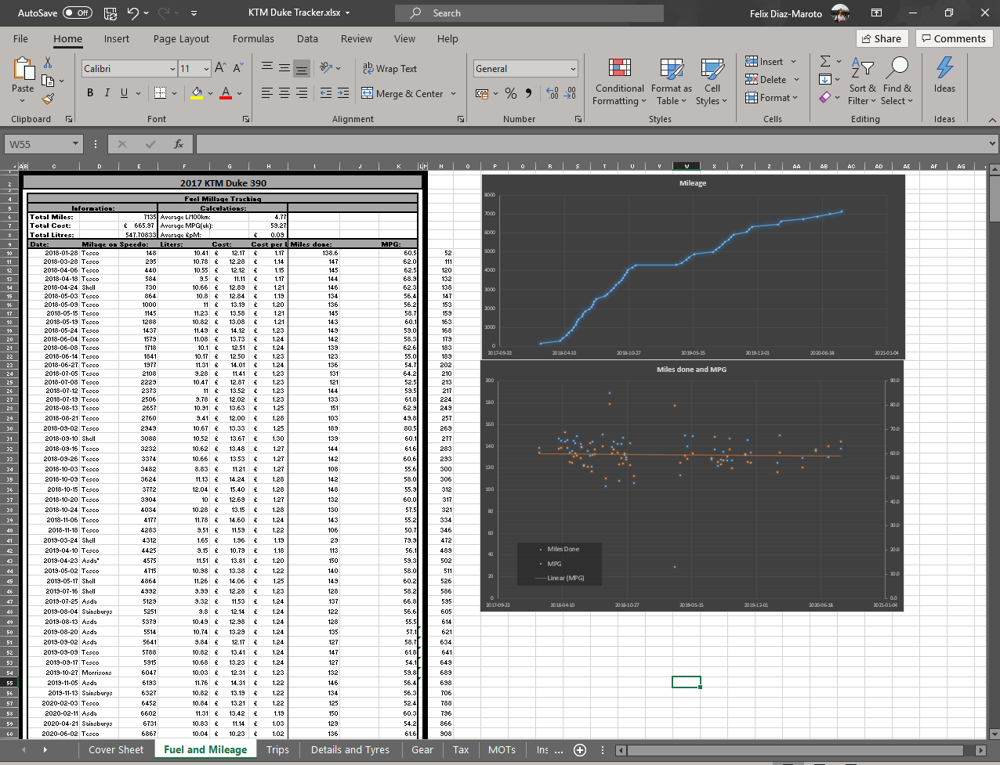 AutoSave Off KTM Duke Tracker.xlsx Search Felix Diaz-Maroto
File Home Insert Page Layout Formulas Data Review View Help Share Comments
Paste Calibri 11 Wrap Text General Conditional Formatting Format as Table Cell Styles Insert Sort & Filter Find & Select Ideas
B I U Merge & Center % Delete
Format
Clipboard Font Alignment Number Styles Cells Editing Ideas
W55 fx
2017 KTM Duke 390
Fuel Millage Tracking
Information: Calculations:
Total Miles: 7135 Average L/100km: 4.77
Total Cost: £ 665.97 Average MPG(uk): 59.27
Total Litres: 547.70833 Average £pM: £ 0.09
Date: Milage on Speedo: Liters: Cost: Cost per L Miles done: MPG:
2018-01-28 Tesco 148 10.41 £ 12.17 £ 1.17 138.6 60.5 52
2018-03-28 Tesco 295 10.78 £ 12.28 £ 1.14 147 62.0 111
2018-04-06 Tesco 440 10.55 £ 12.12 £ 1.15 145 62.5 120
2018-04-18 Tesco 584 9.5 £ 11.11 £ 1.17 144 68.9 132
2018-04-24 Shell 730 10.66 £ 12.89 £ 1.21 146 62.3 138
2018-05-03 Tesco 864 10.8 £ 12.84 £ 1.19 134 56.4 147
2018-05-09 Tesco 1000 11 £ 13.19 £ 1.20 136 56.2 153
2018-05-15 Tesco 1145 11.23 £ 13.58 £ 1.21 145 58.7 159
2018-05-19 Tesco 1288 10.82 £ 13.08 £ 1.21 143 60.1 163
2018-05-24 Tesco 1437 11.49 £ 14.12 £ 1.23 149 59.0 168
2018-06-04 Tesco 1579 11.08 £ 13.73 £ 1.24 142 58.3 179
2018-06-08 Tesco 1718 10.1 £ 12.51 £ 1.24 139 62.6 183
2018-06-14 Tesco 1841 10.17 £ 12.50 £ 1.23 123 55.0 189
2018-06-27 Tesco 1977 11.31 £ 14.01 £ 1.24 136 54.7 202
2018-07-05 Tesco 2108 9.28 £ 11.41 £ 1.23 131 64.2 210
2018-07-08 Tesco 2229 10.47 £ 12.87 £ 1.23 121 52.5 213
2018-07-12 Tesco 2373 11 £ 13.52 £ 1.23 144 59.5 217
2018-07-19 Tesco 2506 9.78 £ 12.02 £ 1.23 133 61.8 224
2018-08-13 Tesco 2657 10.91 £ 13.63 £ 1.25 151 62.9 249
2018-08-21 Tesco 2760 9.41 £ 12.00 £ 1.28 103 49.8 257
2018-09-02 Tesco 2949 10.67 £ 13.33 £ 1.25 189 80.5 269
2018-09-10 Shell 3088 10.52 £ 13.67 £ 1.30 139 60.1 277
2018-09-16 Tesco 3232 10.62 £ 13.48 £ 1.27 144 61.6 283
2018-09-26 Tesco 3374 10.66 £ 13.53 £ 1.27 142 60.6 293
2018-10-03 Tesco 3482 8.83 £ 11.21 £ 1.27 108 55.6 300
2018-10-09 Tesco 3624 11.13 £ 14.24 £ 1.28 142 58.0 306
2018-10-15 Tesco 3772 12.04 £ 15.40 £ 1.28 148 55.9 312
2018-10-20 Tesco 3904 10 £ 12.69 £ 1.27 132 60.0 317
2018-10-24 Tesco 4034 10.28 £ 13.15 £ 1.28 130 57.5 321
2018-11-06 Tesco 4177 11.78 £ 14.60 £ 1.24 143 55.2 334
2018-11-18 Tesco 4283 9.51 £ 11.59 £ 1.22 106 50.7 346
2019-03-24 Shell 4312 1.65 £ 1.96 £ 1.19 29 79.9 472
2019-04-10 Tesco 4425 9.15 £ 10.79 £ 1.18 113 56.1 489
2019-04-23 Asda" 4575 11.51 £ 13.81 £ 1.20 150 59.3 502
2019-05-02 Tesco 4715 10.98 £ 13.38 £ 1.22 140 58.0 511
2019-05-17 Shell 4864 11.26 £ 14.06 £ 1.25 149 60.2 526
2019-07-16 Shell 4992 9.99 £ 12.28 £ 1.23 128 58.2 586
2019-07-25 Asda 5129 9.32 £ 11.53 £ 1.24 137 66.8 595
2019-08-04 Sainsburys 5251 9.8 £ 12.14 £ 1.24 122 56.6 605
2019-08-13 Asda 5379 10.49 £ 12.98 £ 1.24 128 55.5 614
2019-08-20 Asda 5514 10.74 £ 13.29 £ 1.24 135 57.1 621
2019-09-02 Asda 5641 9.84 £ 12.17 £ 1.24 127 58.7 634
2019-09-09 Tesco 5788 10.82 £ 13.41 £ 1.24 147 61.8 641
2019-09-17 Tesco 5915 10.68 £ 13.23 £ 1.24 127 54.1 649
2019-10-27 Morrisons 6047 10.03 £ 12.31 £ 1.23 132 59.8 689
2019-11-05 Asda 6193 11.76 £ 14.31 £ 1.22 146 56.4 698
2019-11-13 Sainsburys 6327 10.82 £ 13.19 £ 1.22 134 56.3 706
2020-02-03 Tesco 6452 10.84 £ 13.21 £ 1.22 125 52.4 788
2020-02-11 Asda 6602 11.31 £ 13.42 £ 1.19 150 60.3 796
2020-04-21 Sainsburys 6731 10.83 £ 11.14 £ 1.03 129 54.2 866
2020-06-02 Tesco 6867 10.04 £ 10.23 £ 1.02 136 61.6 908
Mileage
8000
7000
6000
5000
4000
3000
2000
1000
0
2017-09-22 2018-04-10 2018-10-27 2019-05-15 2019-12-01 2020-06-18 2021-01-04
Miles done and MPG
200 90.0
180 80.0
160 70.0
140 60.0
120 50.0
100 40.0
80 30.0
60 20.0
40 10.0
20 0.0
0
Miles Done
MPG
Linear (MPG)
2017-09-22 2018-04-10 2018-10-27 2019-05-15 2019-12-01 2020-06-18 2021-01-04
Cover Sheet Fuel and Mileage Trips Details and Tyres Gear Tax MOTs Ins ...